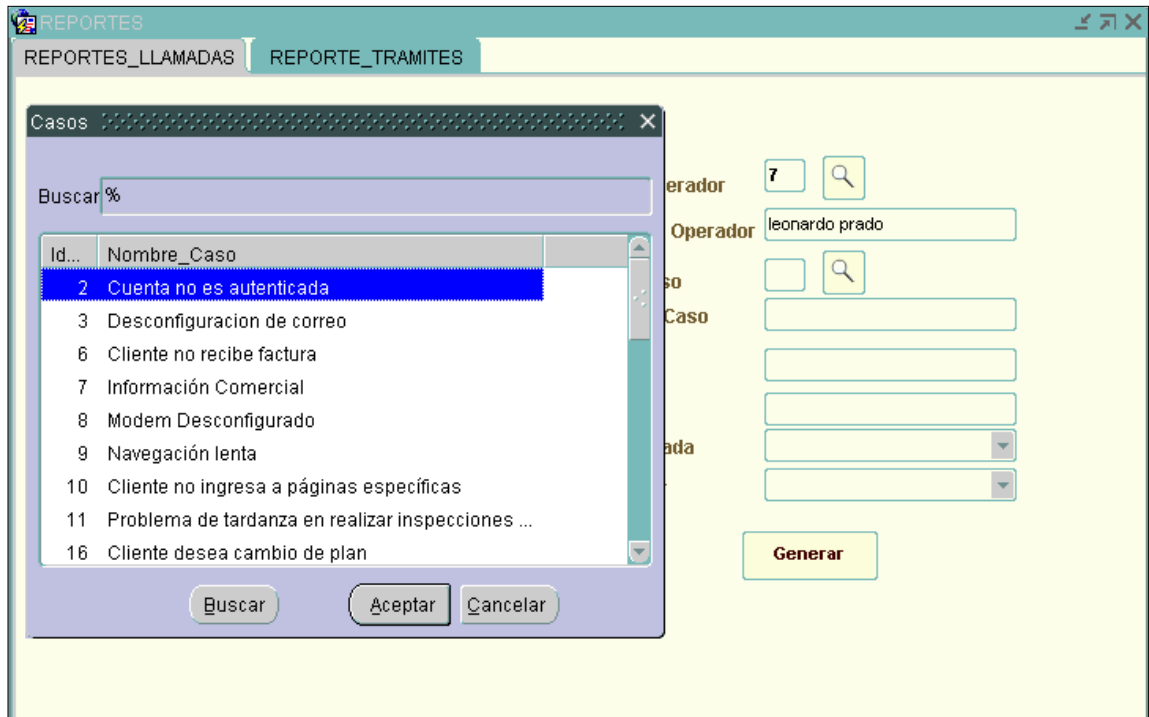 REPORTES
REPORTES_LLAMADAS REPORTE_TRAMITES
Casos
Buscar %
Id... Nombre_Caso
2 Cuenta no es autenticada
3 Desconfiguracion de correo
6 Cliente no recibe factura
7 Información Comercial
8 Modem Desconfigurado
9 Navegación lenta
10 Cliente no ingresa a páginas específicas
11 Problema de tardanza en realizar inspecciones ...
16 Cliente desea cambio de plan
Buscar Aceptar Cancelar
erador 7
Operador leonardo prado
so
Caso
ada
Generar